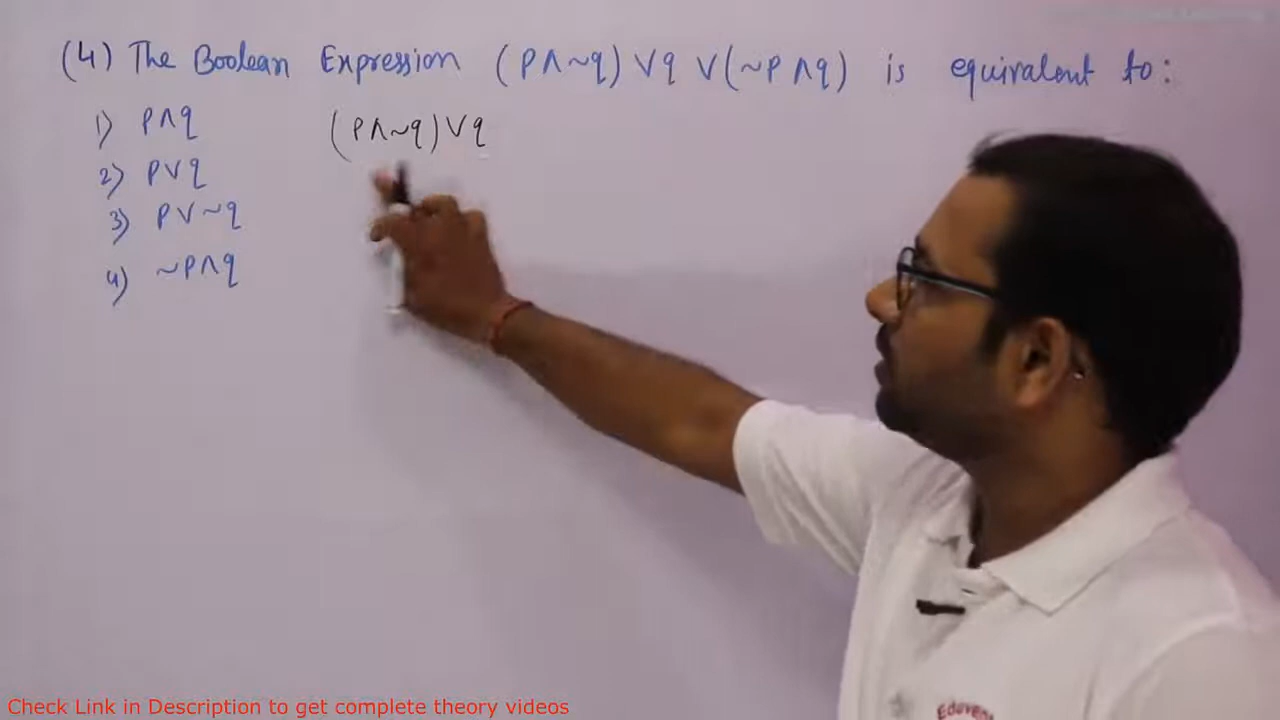 (4) The Boolean Expression (P∧~q)∨q∨(~P∧q) is equivalent to:
1) P∧q
(P∧~q)∨q
2) P∨q
3) P∨~q
4) ~P∧q
Check Link in Description to get complete theory videos